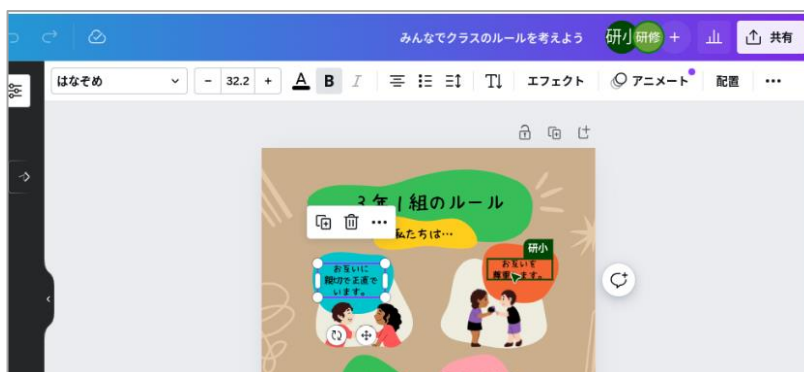 みんなでクラスのルールを考えよう
研小
研修
共有
はなぞめ
32.2
A B I
エフェクト
アニメート
配置
3年1組のルール
私たちは…
研小
お互いに
親切で正直で
います。
お互いを
尊重します。